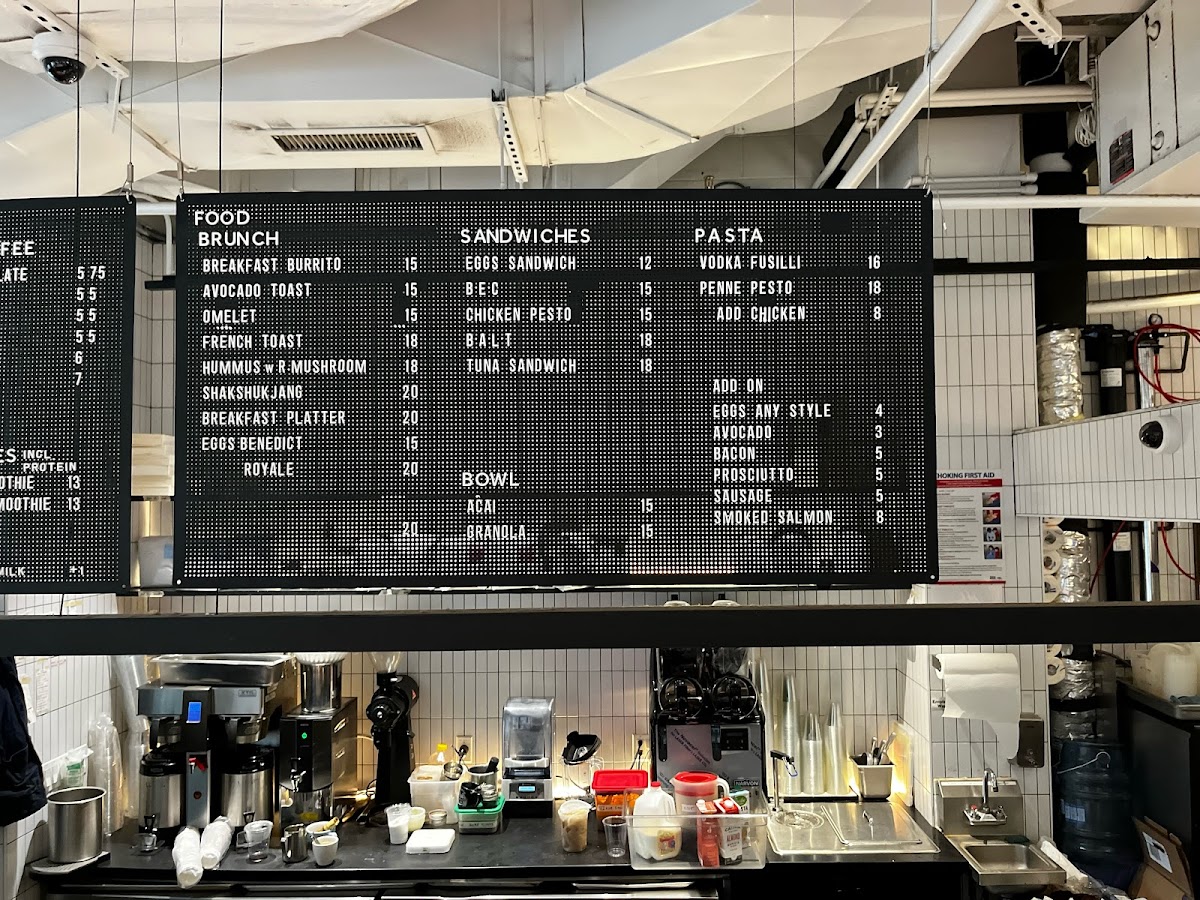 FEE
LATE 5 75
5 5
5 5
5 5
6
7
ES INCL.
PROTEIN
OTHIE 13
MOOTHIE 13
MILK +1
FOOD
BRUNCH
BREAKFAST BURRITO 15
AVOCADO TOAST 15
OMELET 15
FRENCH TOAST 18
HUMMUS w R.MUSHROOM 18
SHAKSHUKJANG 20
BREAKFAST PLATTER 20
EGGS BENEDICT 15
ROYALE 20
20
SANDWICHES
EGGS SANDWICH 12
B E C 15
CHICKEN PESTO 15
B A L T 18
TUNA SANDWICH 18
BOWL
AÇAI 15
GRANOLA 15
PASTA
VODKA FUSILLI 16
PENNE PESTO 18
ADD CHICKEN 8
ADD ON
EGGS ANY STYLE 4
AVOCADO 3
BACON 5
PROSCIUTTO 5
SAUSAGE 5
SMOKED SALMON 8
HOKING FIRST AID